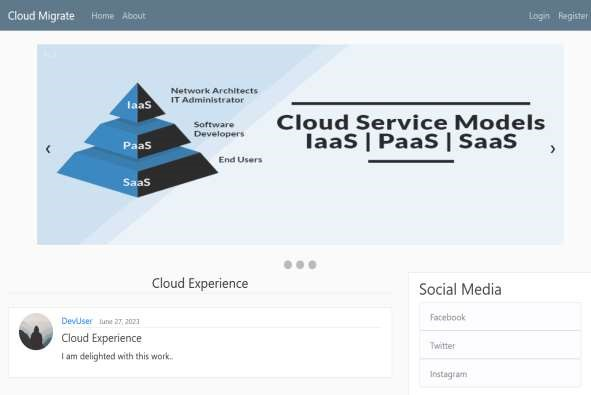 Cloud Migrate Home About Login Register
Network Architects
IT Administrator
IaaS
Software
Developers
PaaS
End Users
SaaS
Cloud Service Models
IaaS | PaaS | SaaS
Cloud Experience
DevUser June 27, 2023
Cloud Experience
I am delighted with this work..
Social Media
Facebook
Twitter
Instagram